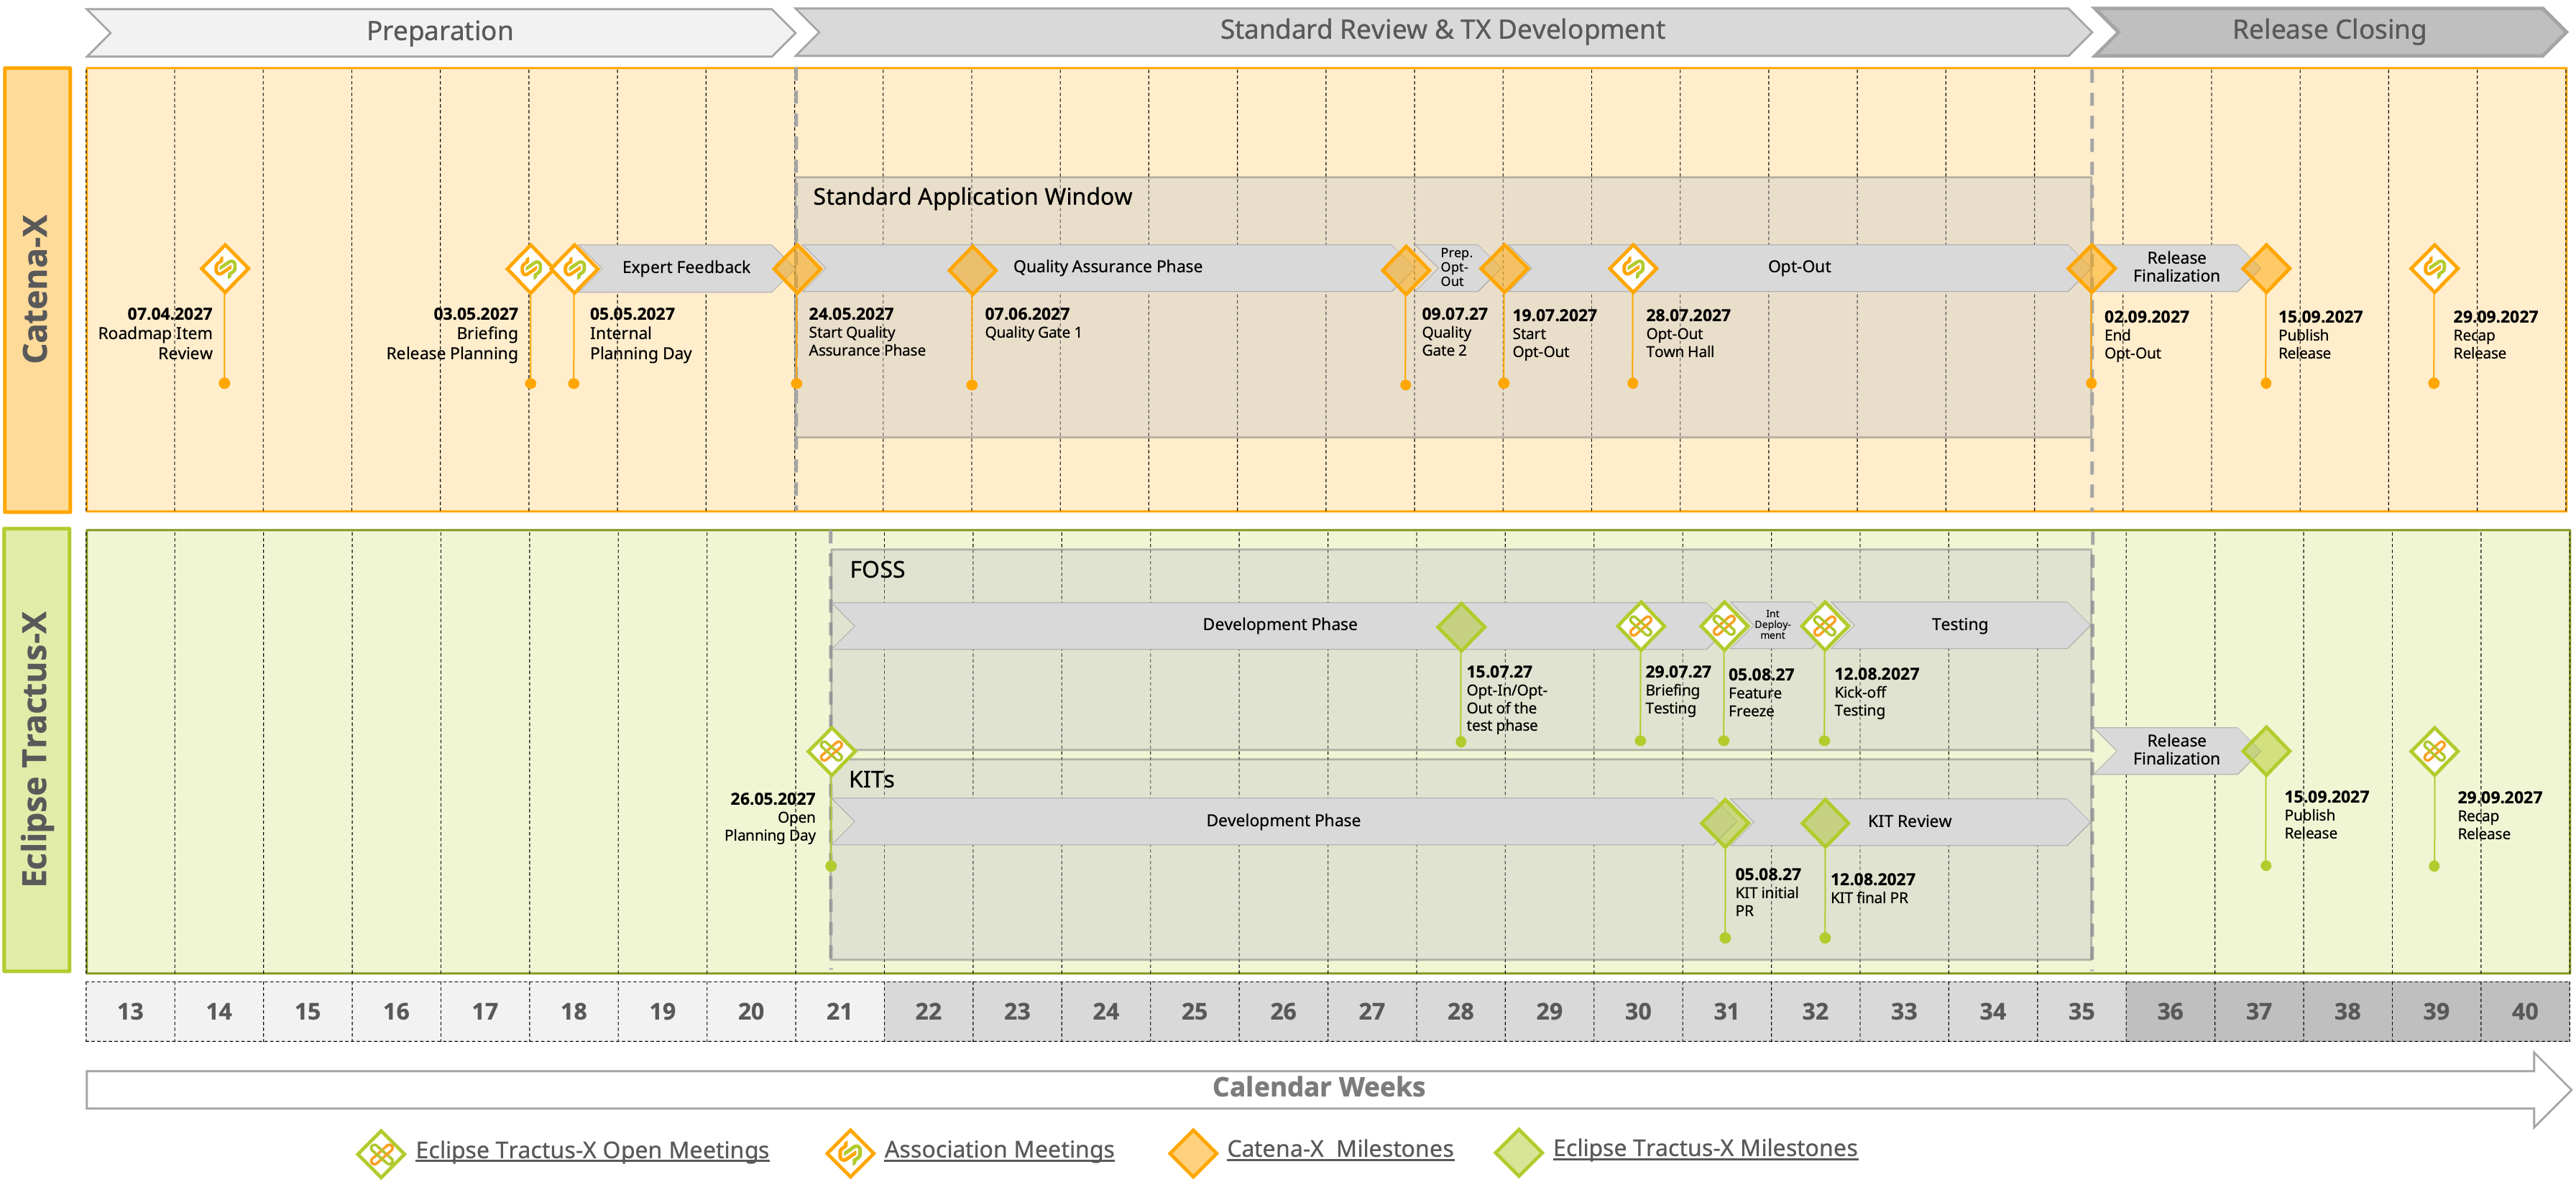 Preparation
Standard Review & TX Development
Release Closing
Catena-X
Standard Application Window
Expert Feedback
Quality Assurance Phase
Prep.
Opt-
Out
Opt-Out
Release
Finalization
07.04.2027
Roadmap Item
Review
03.05.2027
Briefing
Release Planning
05.05.2027
Internal
Planning Day
24.05.2027
Start Quality
Assurance Phase
07.06.2027
Quality Gate 1
09.07.27
Quality
Gate 2
19.07.2027
Start
Opt-Out
28.07.2027
Opt-Out
Town Hall
02.09.2027
End
Opt-Out
15.09.2027
Publish
Release
29.09.2027
Recap
Release
Eclipse Tractus-X
FOSS
Development Phase
Int
Deploy-
ment
Testing
15.07.27
Opt-In/Opt-
Out of the
test phase
29.07.27
Briefing
Testing
05.08.27
Feature
Freeze
12.08.2027
Kick-off
Testing
KITs
26.05.2027
Open
Planning Day
Development Phase
KIT Review
05.08.27
KIT initial
PR
12.08.2027
KIT final PR
Release
Finalization
15.09.2027
Publish
Release
29.09.2027
Recap
Release
13 14 15 16 17 18 19 20 21 22 23 24 25 26 27 28 29 30 31 32 33 34 35 36 37 38 39 40
Calendar Weeks
Eclipse Tractus-X Open Meetings
Association Meetings
Catena-X  Milestones
Eclipse Tractus-X Milestones